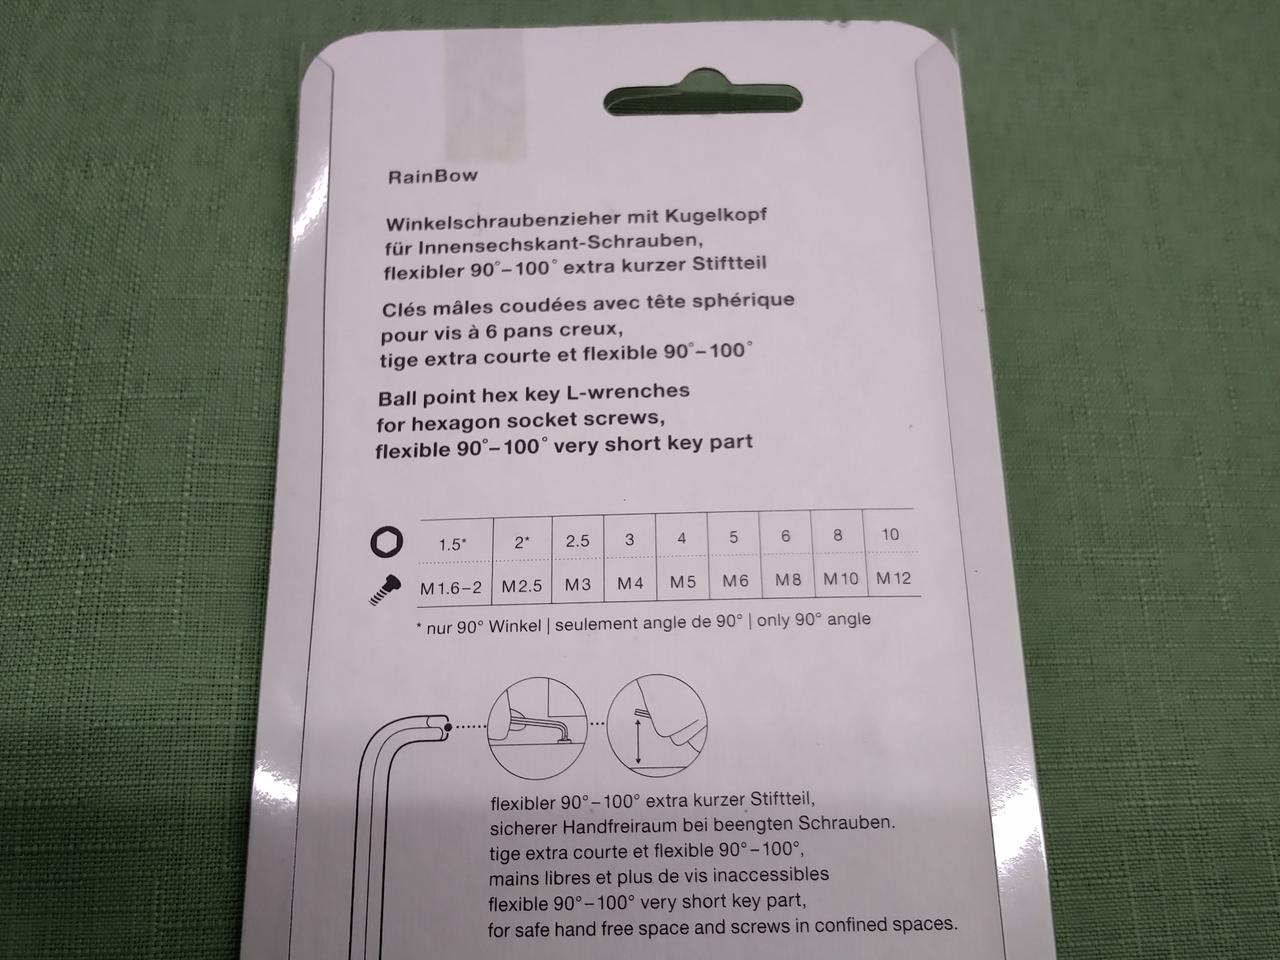 RainBow
Winkelschraubenzieher mit Kugelkopf
für Innensechskant-Schrauben,
flexibler 90°–100° extra kurzer Stiftteil
Clés mâles coudées avec tête sphérique
pour vis à 6 pans creux,
tige extra courte et flexible 90°–100°
Ball point hex key L-wrenches
for hexagon socket screws,
flexible 90°–100° very short key part
1.5* 2* 2.5 3 4 5 6 8 10
M1.6–2 M2.5 M3 M4 M5 M6 M8 M10 M12
* nur 90° Winkel | seulement angle de 90° | only 90° angle
flexibler 90°–100° extra kurzer Stiftteil,
sicherer Handfreiraum bei beengten Schrauben.
tige extra courte et flexible 90°–100°,
mains libres et plus de vis inaccessibles
flexible 90°–100° very short key part,
for safe hand free space and screws in confined spaces.